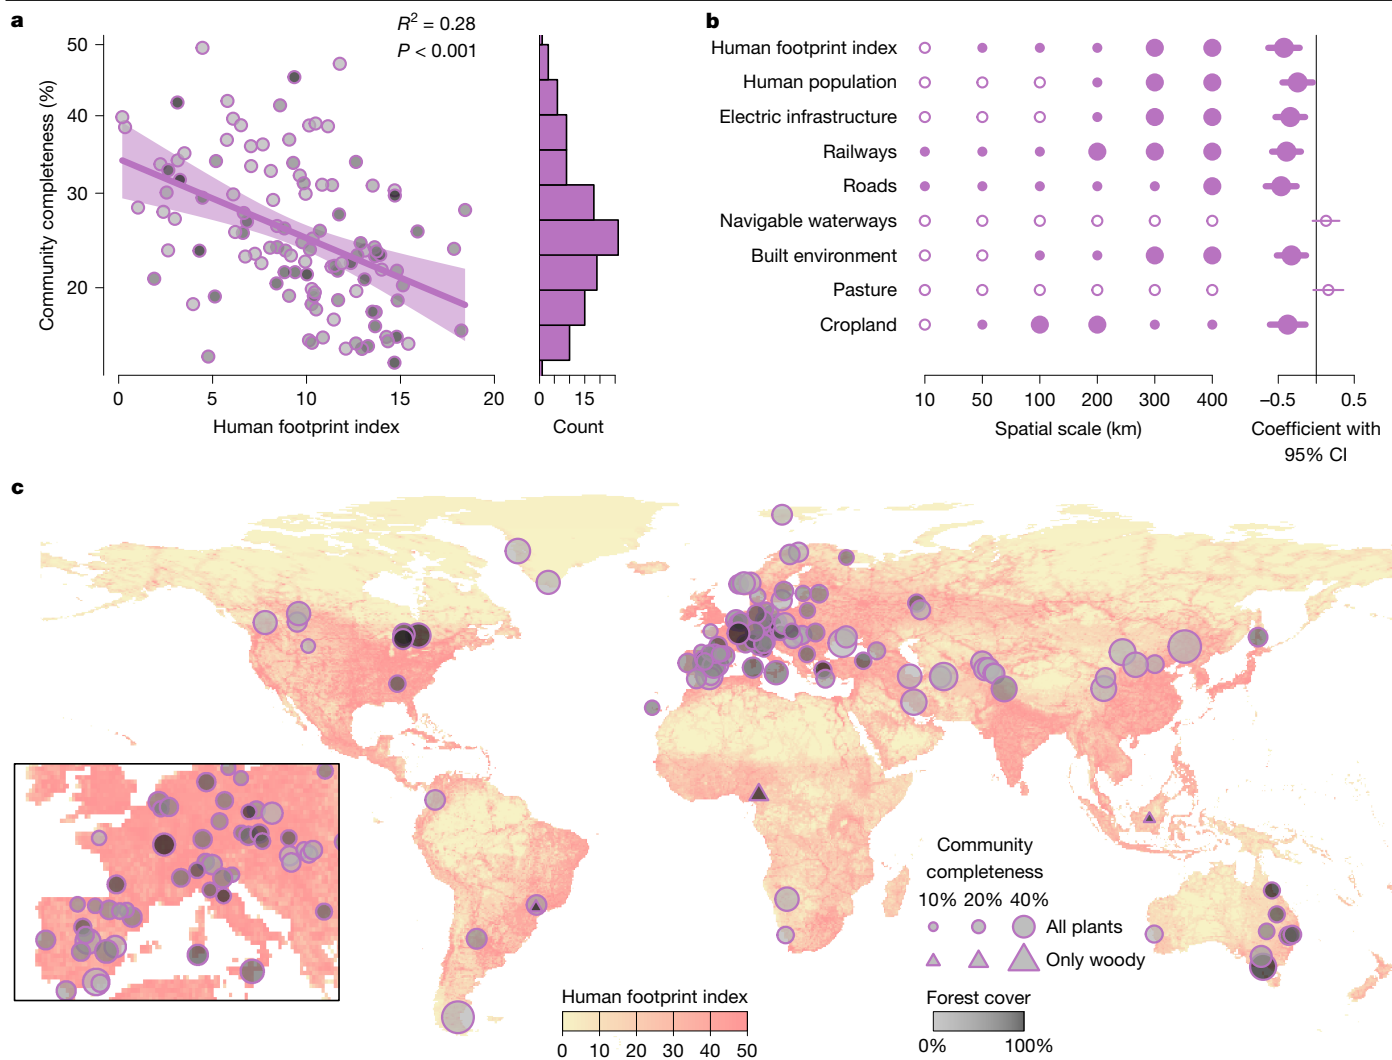 a
R² = 0.28
P < 0.001
Community completeness (%)
50
40
30
20
0 5 10 15 20
Human footprint index
0 15
Count
b
Human footprint index
Human population
Electric infrastructure
Railways
Roads
Navigable waterways
Built environment
Pasture
Cropland
10 50 100 200 300 400
Spatial scale (km)
−0.5 0.5
Coefficient with
95% CI
c
Community
completeness
10% 20% 40%
All plants
Only woody
Human footprint index
0 10 20 30 40 50
Forest cover
0% 100%